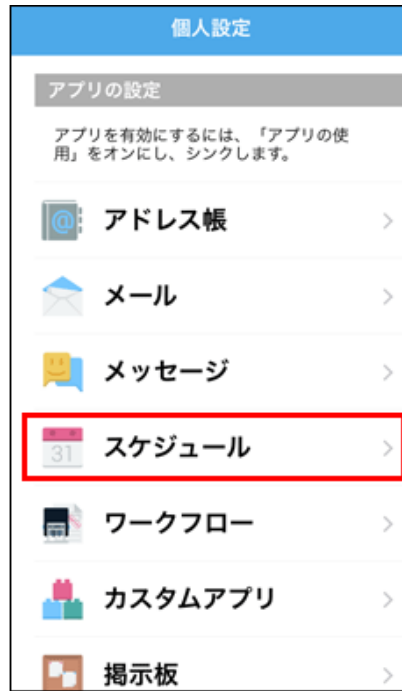 個人設定
アプリの設定
アプリを有効にするには、「アプリの使
用」をオンにし、シンクします。
@
アドレス帳
メール
メッセージ
31
スケジュール
ワークフロー
カスタムアプリ
掲示板